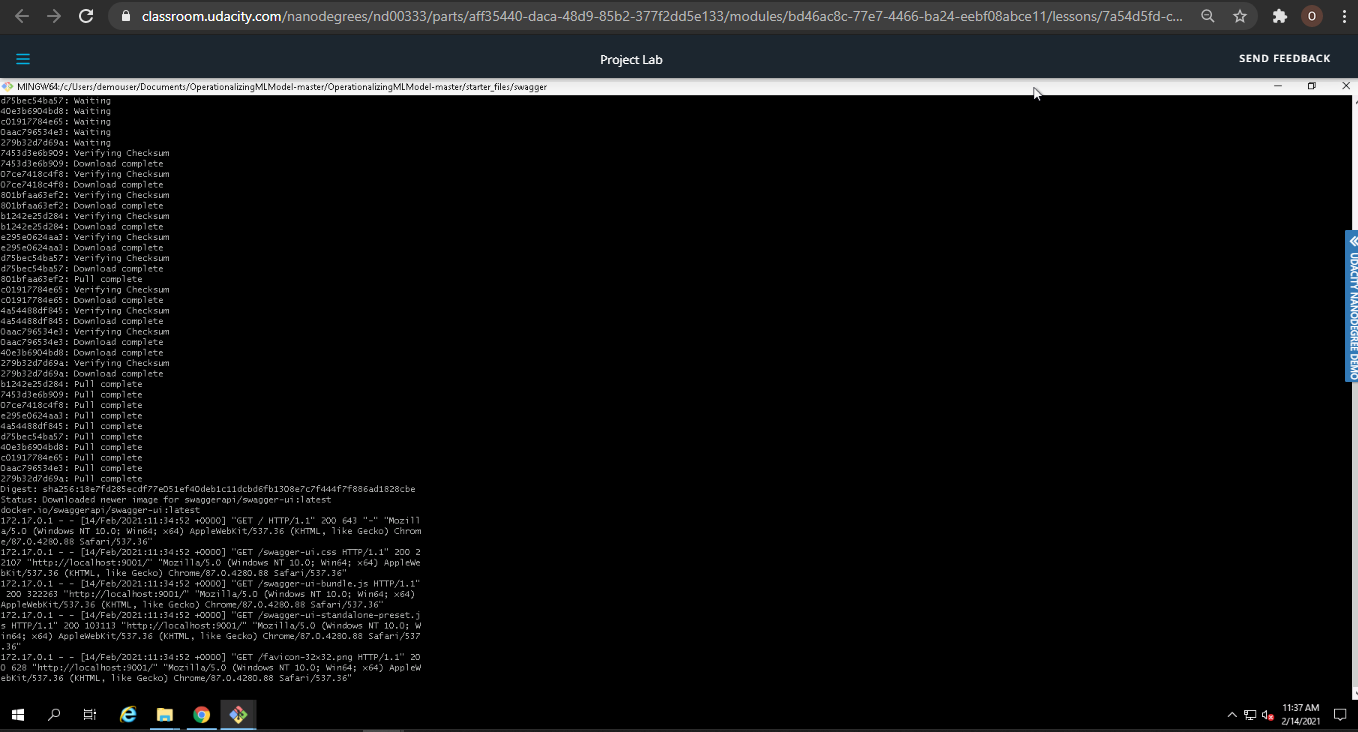 classroom.udacity.com/nanodegrees/nd00333/parts/aff35440-daca-48d9-85b2-377f2dd5e133/modules/bd46ac8c-77e7-4466-ba24-eebf08abce11/lessons/7a54d5fd-c...
O
Project Lab
SEND FEEDBACK
MINGW64:/c/Users/demouser/Documents/OperationalizingMLModel-master/OperationalizingMLModel-master/starter_files/swagger
d75bec54ba57: Waiting
40e3b6904bd8: Waiting
c01917784e65: Waiting
0aac796534e3: Waiting
279b32d7d69a: Waiting
7453d3e6b909: Verifying Checksum
7453d3e6b909: Download complete
07ce7418c4f8: Verifying Checksum
07ce7418c4f8: Download complete
801bfaa63ef2: Verifying Checksum
801bfaa63ef2: Download complete
b1242e25d284: Verifying Checksum
b1242e25d284: Download complete
e295e0624aa3: Verifying Checksum
e295e0624aa3: Download complete
d75bec54ba57: Verifying Checksum
d75bec54ba57: Download complete
801bfaa63ef2: Pull complete
c01917784e65: Verifying Checksum
c01917784e65: Download complete
4a54488df845: Verifying Checksum
4a54488df845: Download complete
0aac796534e3: Verifying Checksum
0aac796534e3: Download complete
40e3b6904bd8: Download complete
279b32d7d69a: Verifying Checksum
279b32d7d69a: Download complete
b1242e25d284: Pull complete
7453d3e6b909: Pull complete
07ce7418c4f8: Pull complete
e295e0624aa3: Pull complete
4a54488df845: Pull complete
d75bec54ba57: Pull complete
40e3b6904bd8: Pull complete
c01917784e65: Pull complete
0aac796534e3: Pull complete
279b32d7d69a: Pull complete
Digest: sha256:18e7fd285ecdf77e051ef40deb1c11dcbd6fb1308e7c7f444f7f886ad1828cbe
Status: Downloaded newer image for swaggerapi/swagger-ui:latest
docker.io/swaggerapi/swagger-ui:latest
172.17.0.1 - - [14/Feb/2021:11:34:52 +0000] "GET / HTTP/1.1" 200 643 "-" "Mozill
a/5.0 (Windows NT 10.0; Win64; x64) AppleWebKit/537.36 (KHTML, like Gecko) Chrom
e/87.0.4280.88 Safari/537.36"
172.17.0.1 - - [14/Feb/2021:11:34:52 +0000] "GET /swagger-ui.css HTTP/1.1" 200 2
2107 "http://localhost:9001/" "Mozilla/5.0 (Windows NT 10.0; Win64; x64) AppleWe
bKit/537.36 (KHTML, like Gecko) Chrome/87.0.4280.88 Safari/537.36"
172.17.0.1 - - [14/Feb/2021:11:34:52 +0000] "GET /swagger-ui-bundle.js HTTP/1.1"
 200 322263 "http://localhost:9001/" "Mozilla/5.0 (Windows NT 10.0; Win64; x64)
AppleWebKit/537.36 (KHTML, like Gecko) Chrome/87.0.4280.88 Safari/537.36"
172.17.0.1 - - [14/Feb/2021:11:34:52 +0000] "GET /swagger-ui-standalone-preset.j
s HTTP/1.1" 200 103113 "http://localhost:9001/" "Mozilla/5.0 (Windows NT 10.0; W
in64; x64) AppleWebKit/537.36 (KHTML, like Gecko) Chrome/87.0.4280.88 Safari/537
.36"
172.17.0.1 - - [14/Feb/2021:11:34:52 +0000] "GET /favicon-32x32.png HTTP/1.1" 20
0 628 "http://localhost:9001/" "Mozilla/5.0 (Windows NT 10.0; Win64; x64) AppleW
ebKit/537.36 (KHTML, like Gecko) Chrome/87.0.4280.88 Safari/537.36"
UDACITY NANODEGREE DEMO
11:37 AM
2/14/2021